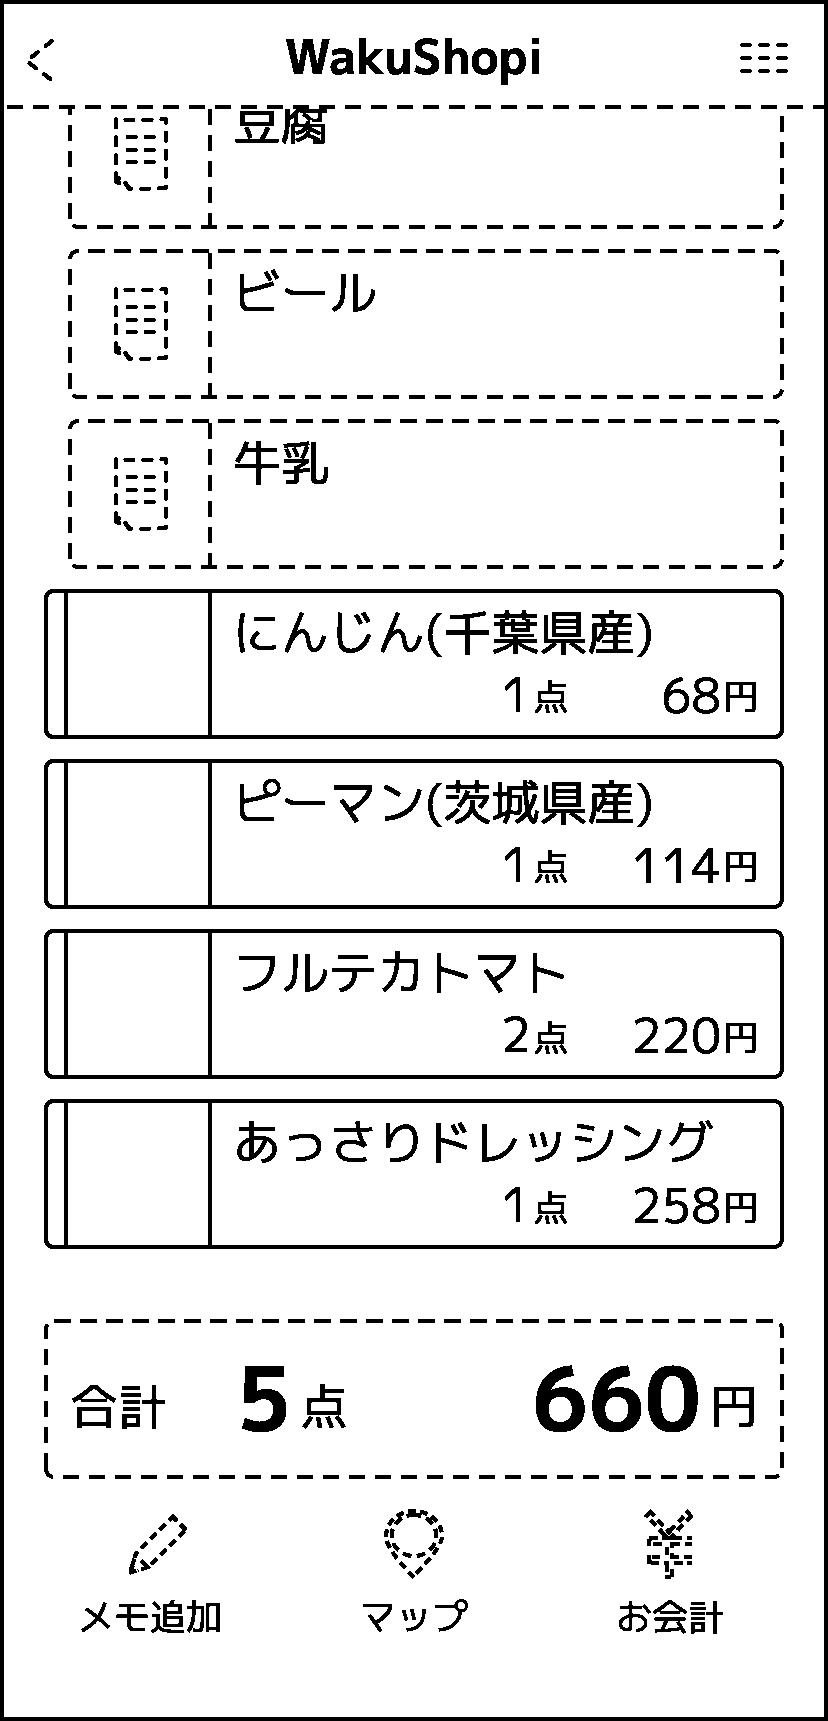 WakuShopi
豆腐
ビール
牛乳
にんじん(千葉県産)
1点 68円
ピーマン(茨城県産)
1点 114円
フルテカトマト
2点 220円
あっさりドレッシング
1点 258円
合計 5点 660円
メモ追加 マップ お会計